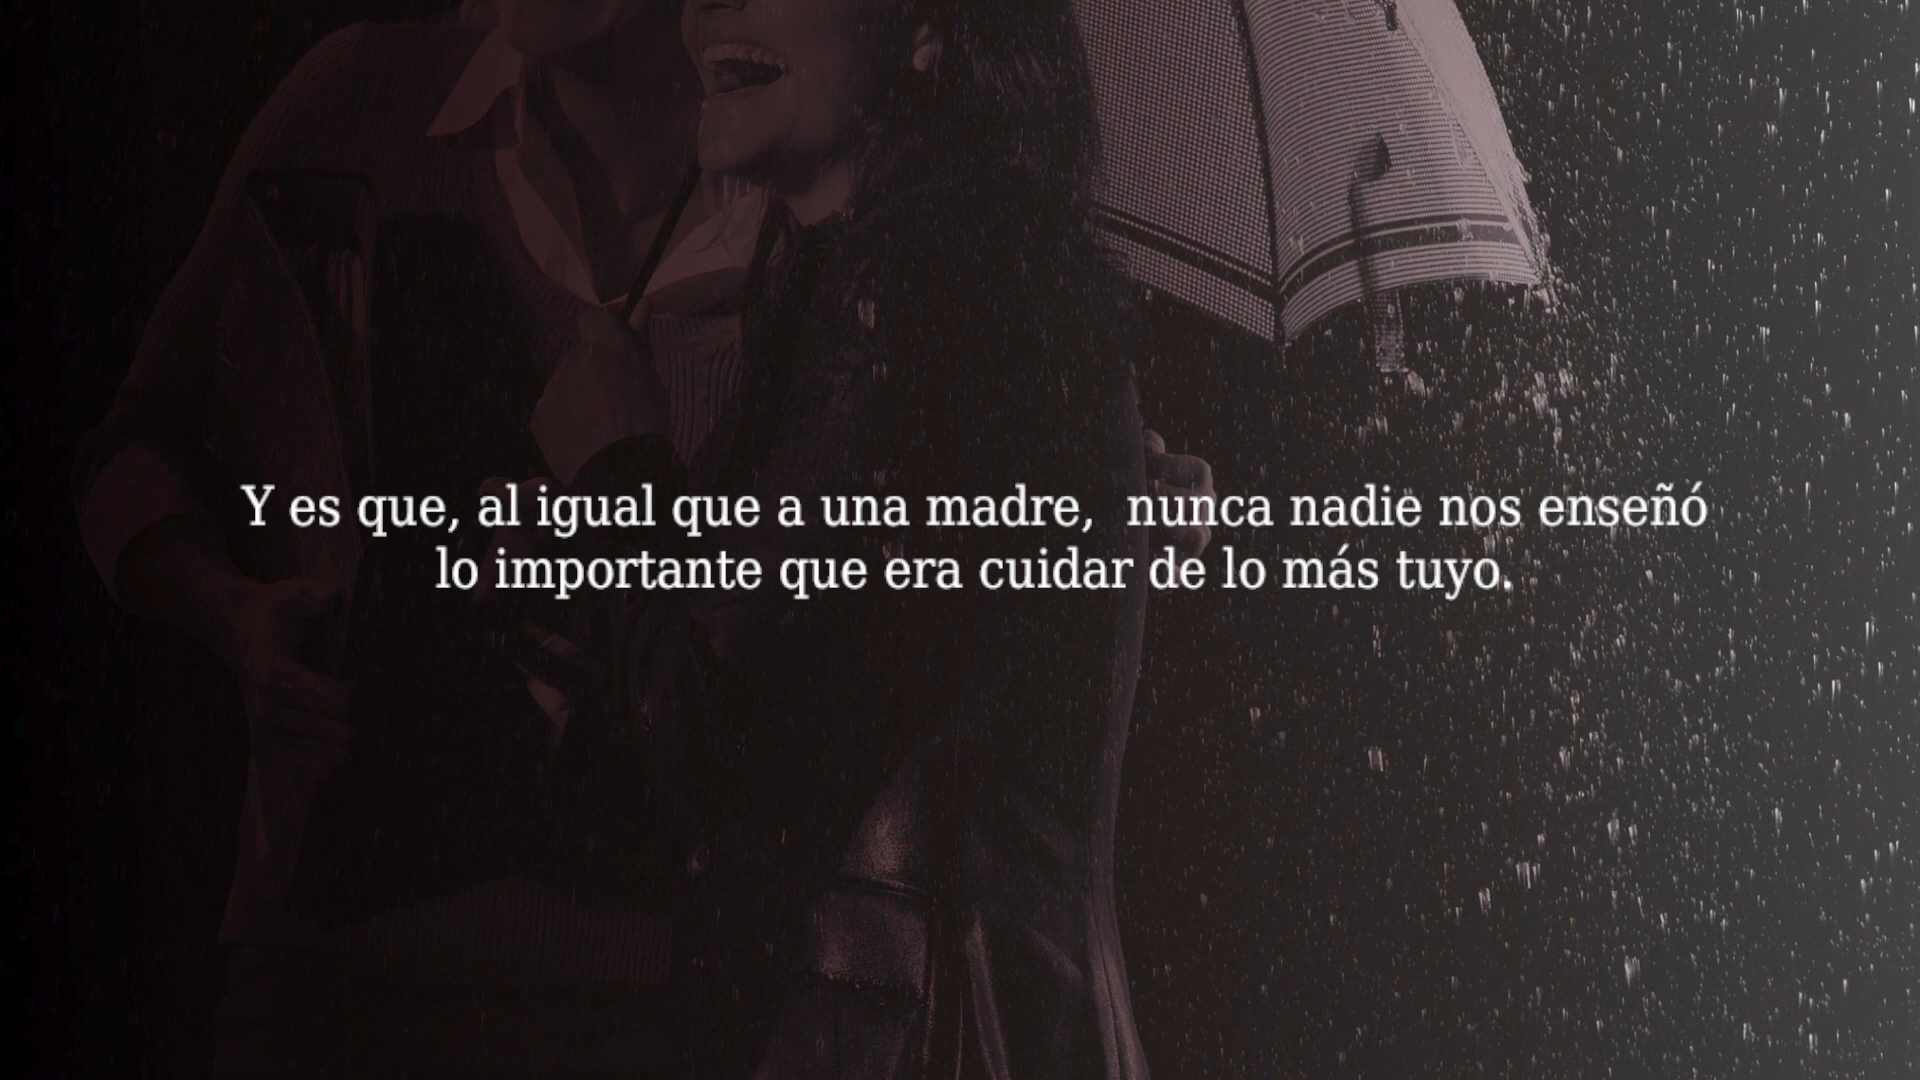 Y es que, al igual que a una madre,  nunca nadie nos enseñó
lo importante que era cuidar de lo más tuyo.